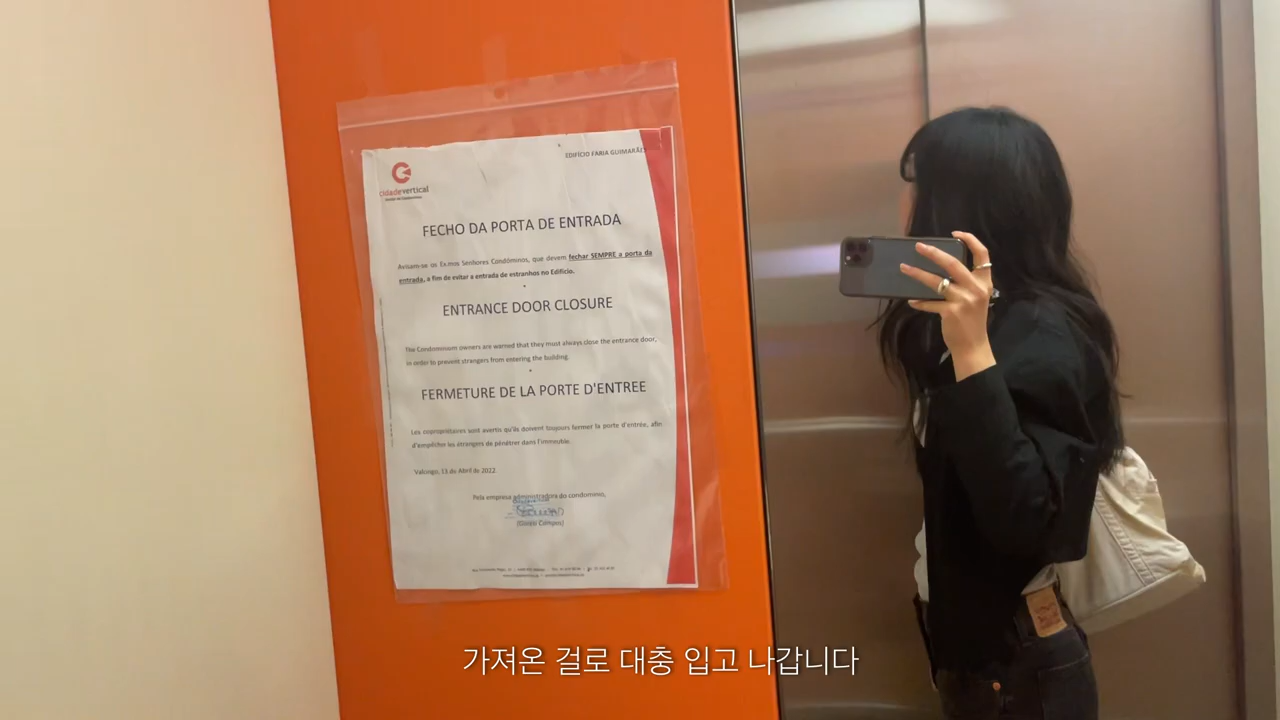 EDIFÍCIO FARIA GUIMARÃES
cidadevertical
FECHO DA PORTA DE ENTRADA
Avisam-se os Ex.mos Senhores Condóminos, que devem fechar SEMPRE a porta da
entrada, a fim de evitar a entrada de estranhos no Edifício.
ENTRANCE DOOR CLOSURE
The Condominium owners are warned that they must always close the entrance door,
in order to prevent strangers from entering the building.
FERMETURE DE LA PORTE D'ENTREE
Les copropriétaires sont avertis qu'ils doivent toujours fermer la porte d'entrée, afin
d'empêcher les étrangers de pénétrer dans l'immeuble.
Valongo, 13 de Abril de 2022
Pela empresa administradora do condomínio,
가져온 걸로 대충 입고 나갑니다